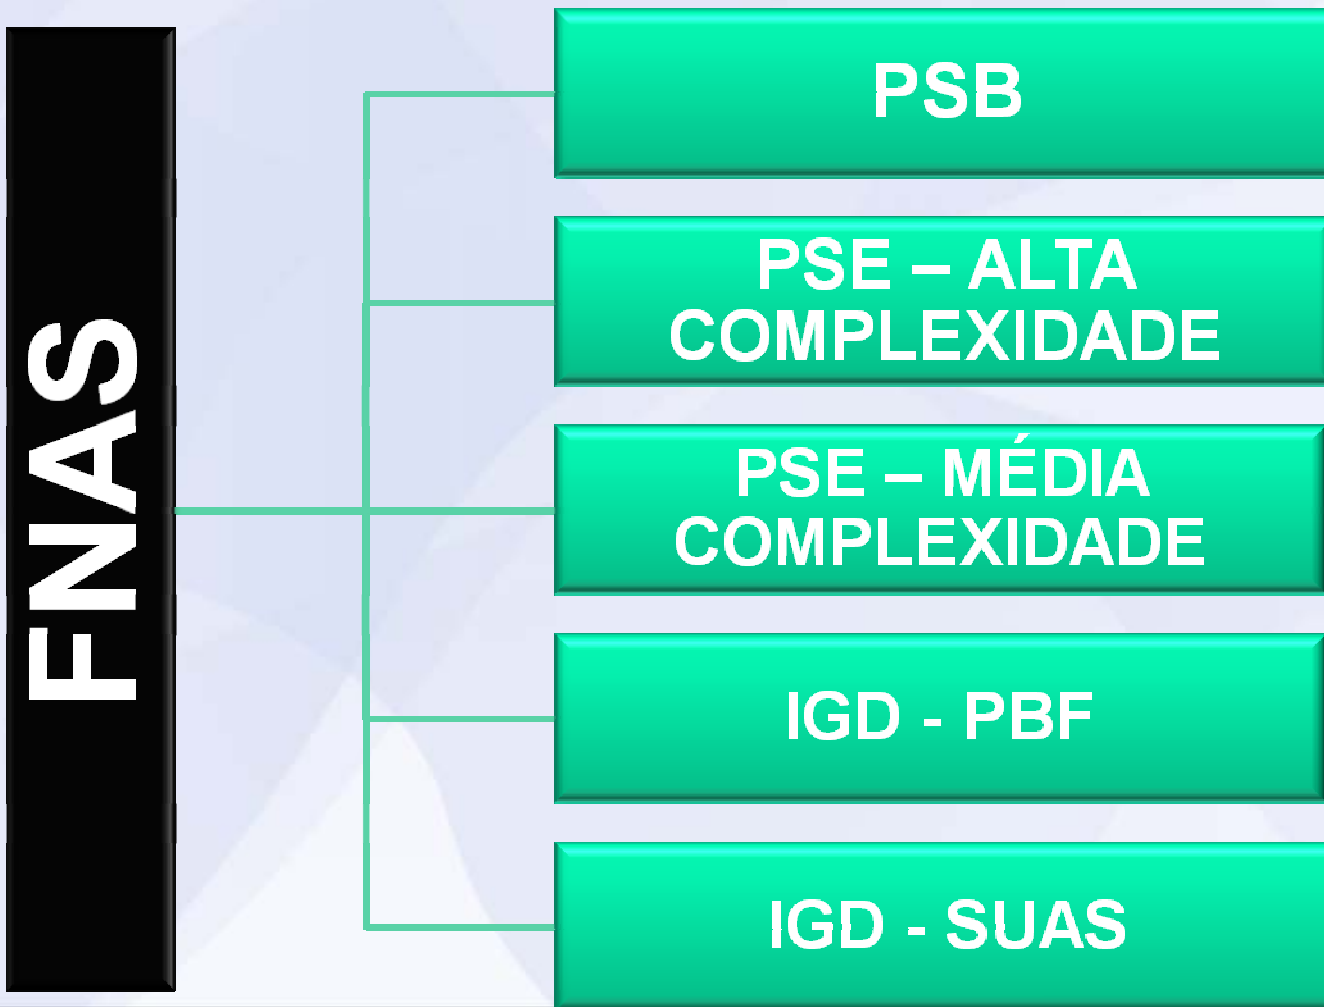 FNAS
PSB
PSE – ALTA
COMPLEXIDADE
PSE – MÉDIA
COMPLEXIDADE
IGD - PBF
IGD - SUAS